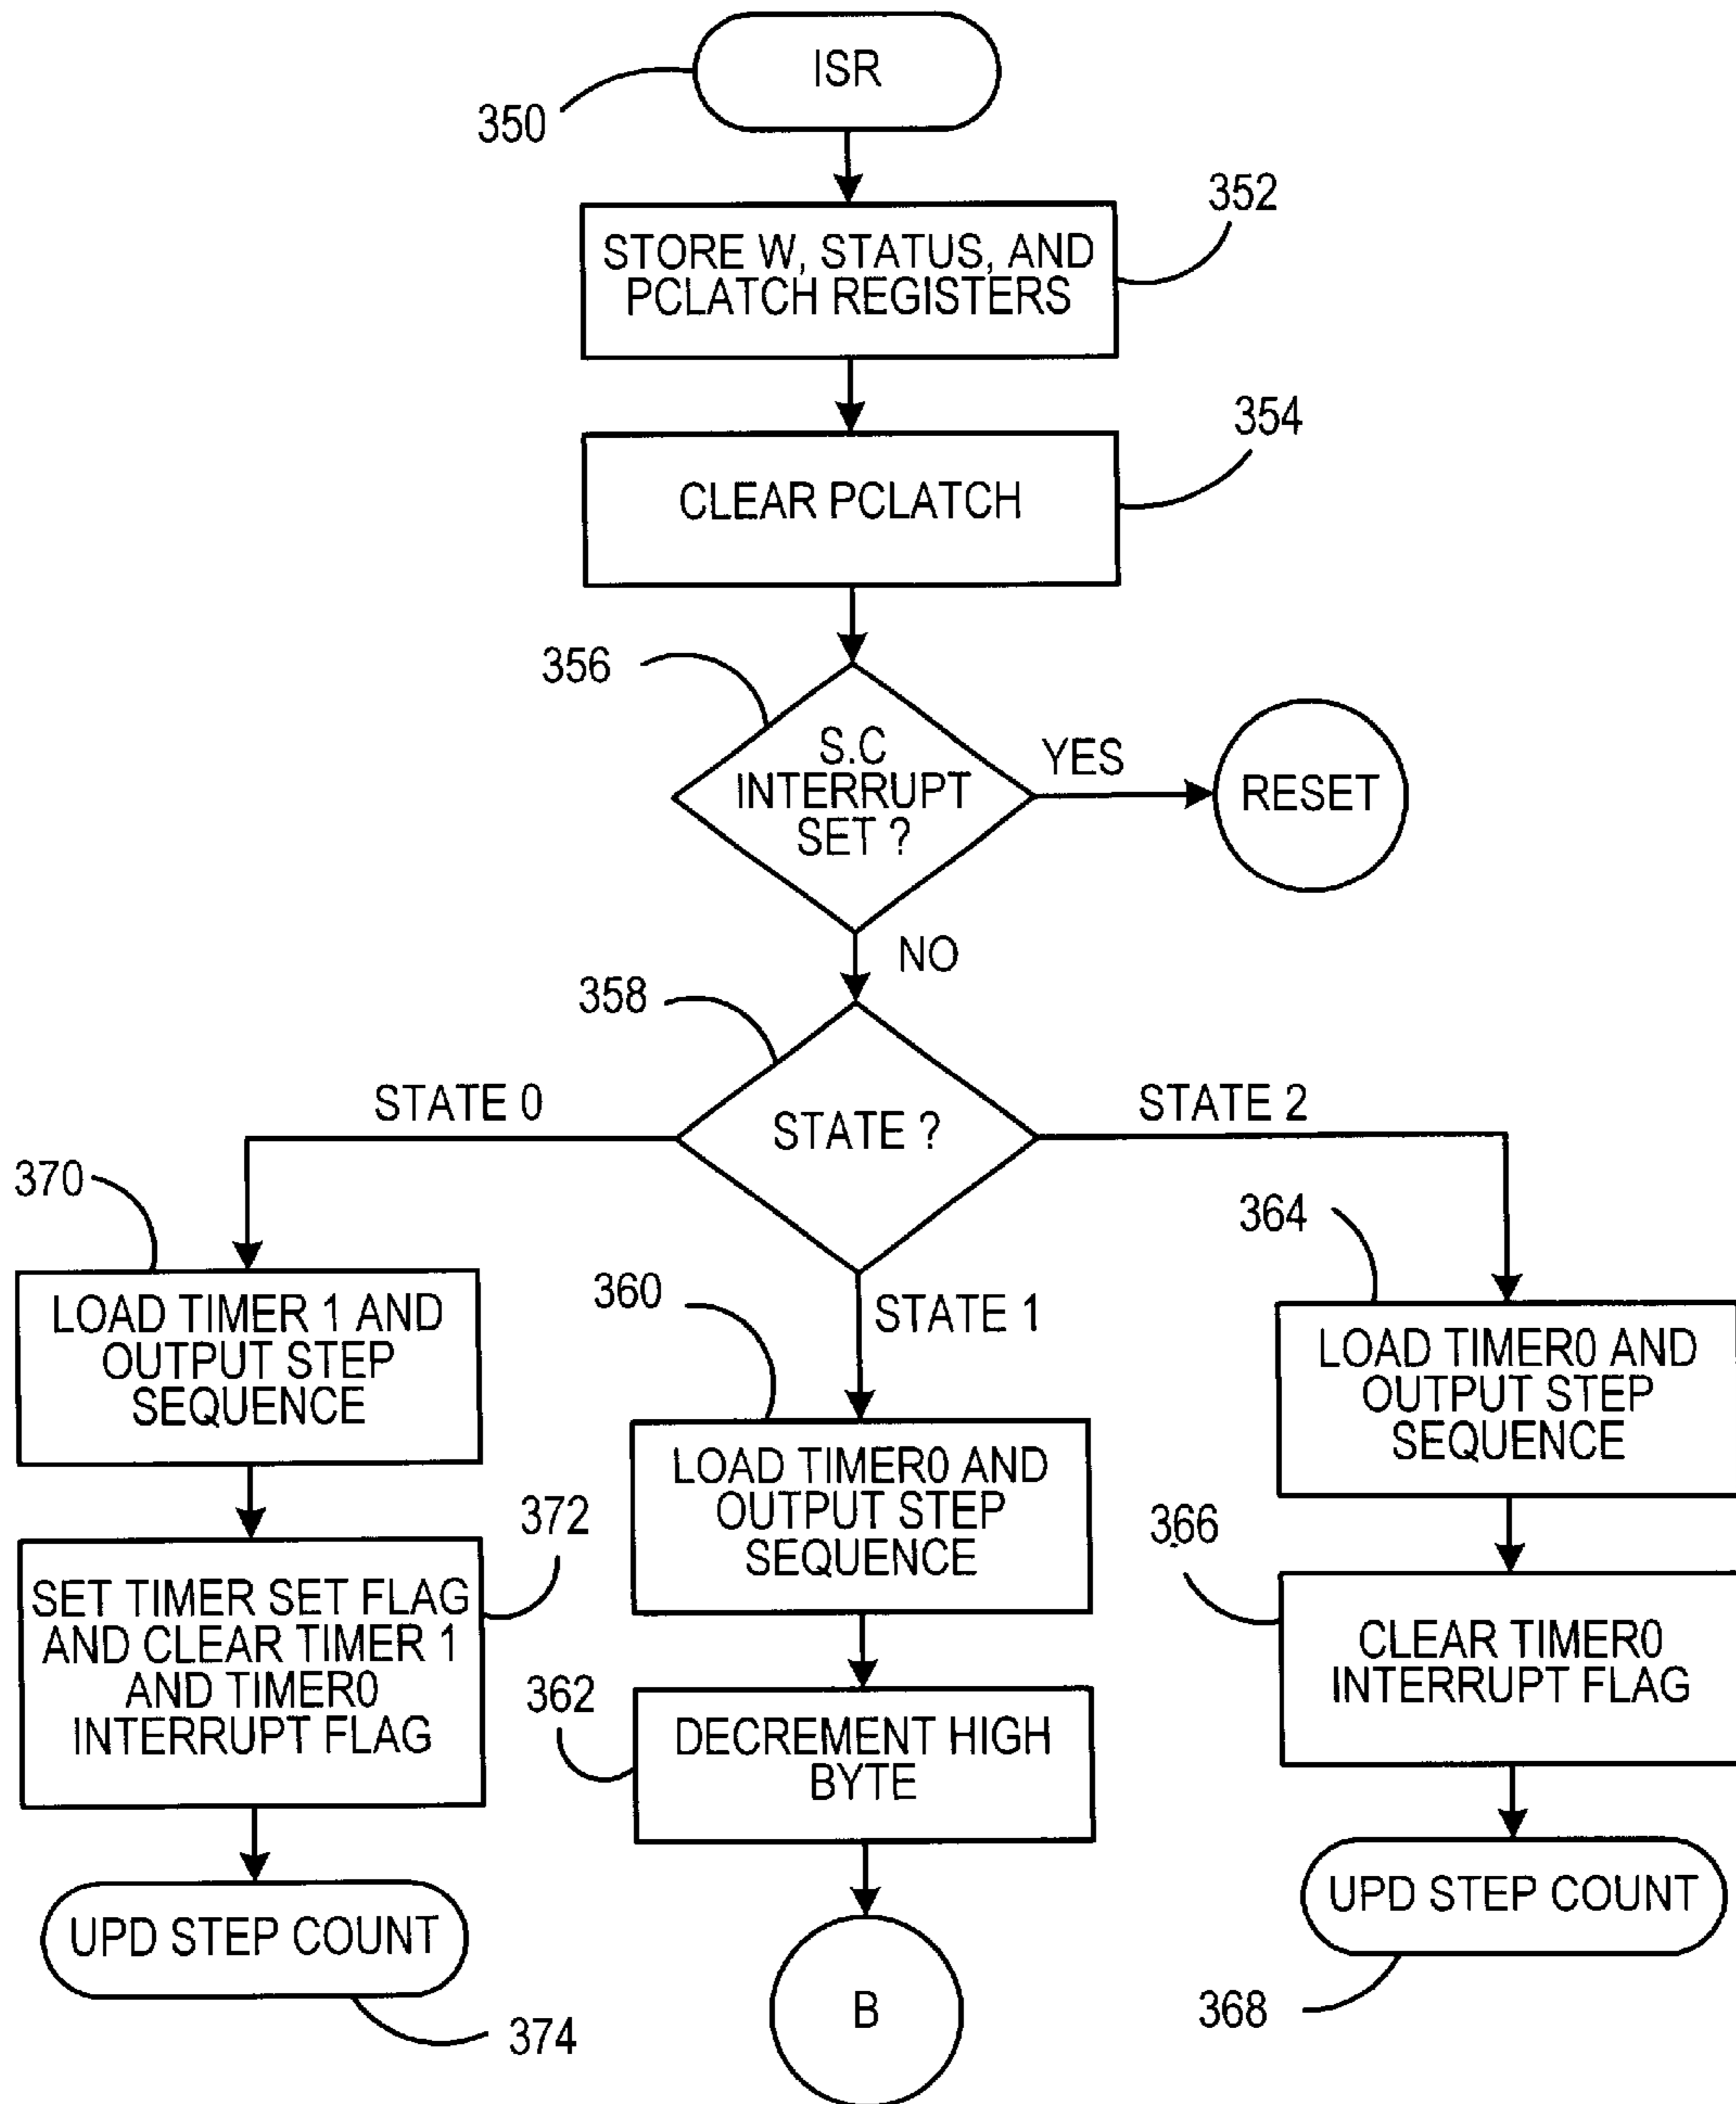 ISR
350
352
STORE W, STATUS, AND
PCLATCH REGISTERS
354
CLEAR PCLATCH
356
S.C
INTERRUPT
SET ?
YES
RESET
NO
358
STATE 0
STATE ?
STATE 2
370
LOAD TIMER 1 AND
OUTPUT STEP
SEQUENCE
360
STATE 1
364
LOAD TIMER0 AND
OUTPUT STEP
SEQUENCE
372
SET TIMER SET FLAG
AND CLEAR TIMER 1
AND TIMER0
INTERRUPT FLAG
LOAD TIMER0 AND
OUTPUT STEP
SEQUENCE
366
CLEAR TIMER0
INTERRUPT FLAG
362
DECREMENT HIGH
BYTE
UPD STEP COUNT
374
B
UPD STEP COUNT
368